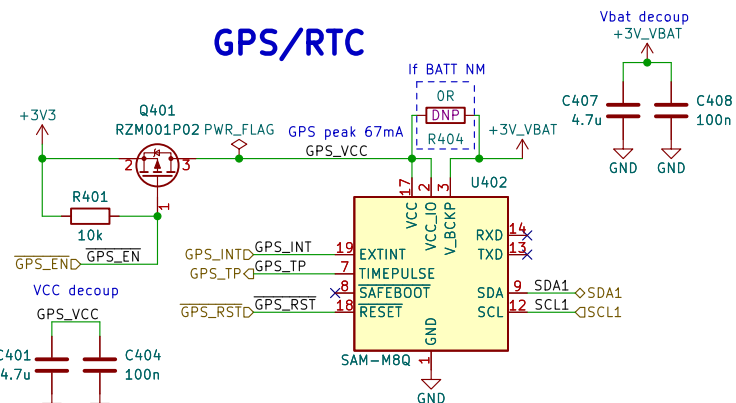 GPS/RTC
Vbat decoup
+3V_VBAT
C407
4.7u
C408
100n
GND
GND
If BATT NM
0R
DNP
R404
+3V3
Q401
RZM001P02
PWR_FLAG
GPS peak 67mA
GPS_VCC
+3V_VBAT
2
3
1
R401
10k
GPS_EN
GPS_EN
U402
17
2
3
VCC
VCC_IO
V_BCKP
GPS_INT
GPS_INT
19
EXTINT
GPS_TP
GPS_TP
7
TIMEPULSE
8
SAFEBOOT
GPS_RST
GPS_RST
18
RESET
RXD
14
TXD
13
SDA
9
SDA1
SDA1
SCL
12
SCL1
SCL1
GND
1
SAM-M8Q
GND
VCC decoup
GPS_VCC
C401
4.7u
C404
100n